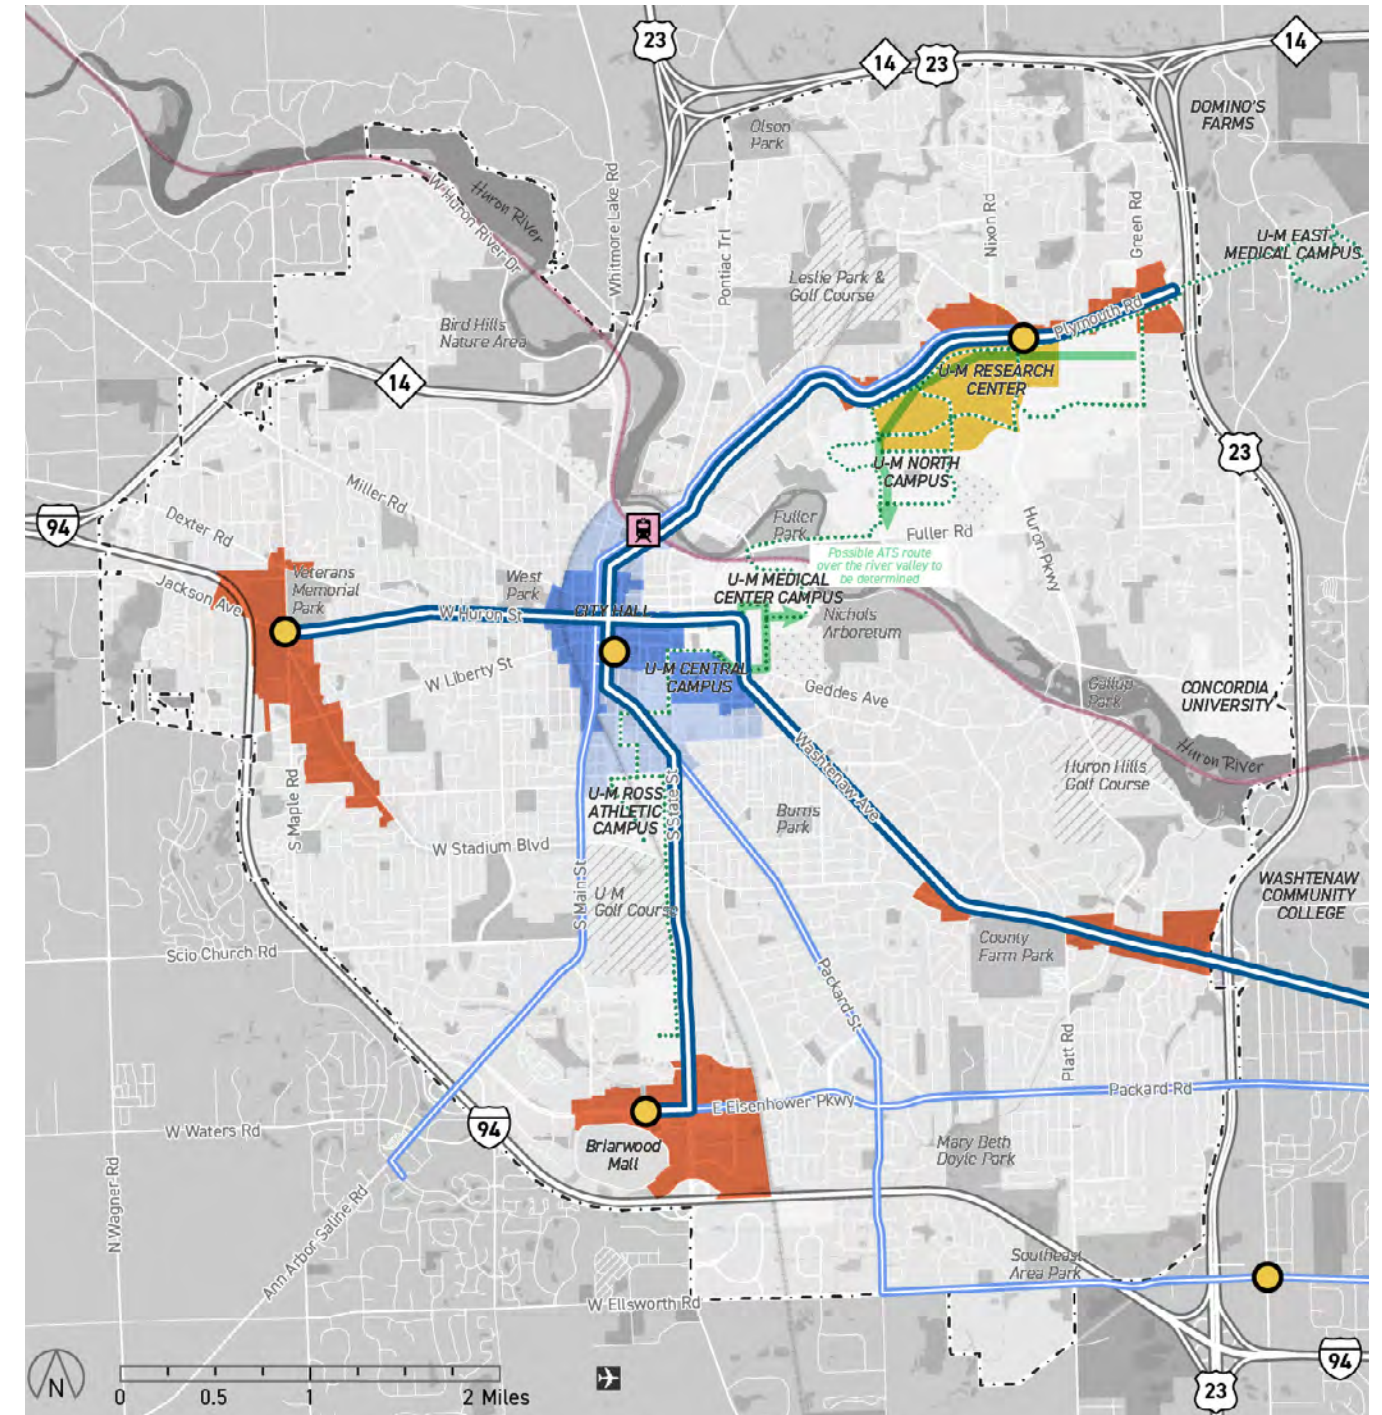 23
14
23
14
DOMINO'S
FARMS
Olson
Park
Huron River
W Huron River Dr
Whitmore Lake Rd
Pontiac Trl
Nixon Rd
Green Rd
U-M EAST
MEDICAL CAMPUS
Leslie Park &
Golf Course
Bird Hills
Nature Area
Plymouth Rd
14
U-M RESEARCH
CENTER
23
U-M NORTH
CAMPUS
Miller Rd
94
Dexter Rd
Fuller
Park
Fuller Rd
Huron Pkwy
Possible ATS route
over the river valley to
be determined
Jackson Ave
Veterans
Memorial
Park
West
Park
U-M MEDICAL
CENTER CAMPUS
W Huron St
CITY HALL
Nichols
Arboretum
W Liberty St
U-M CENTRAL
CAMPUS
Geddes Ave
Gallup
Park
CONCORDIA
UNIVERSITY
Washtenaw Ave
Huron River
Huron Hills
Golf Course
S Maple Rd
U-M ROSS
ATHLETIC
CAMPUS
S State St
Burns
Park
W Stadium Blvd
S Main St
U-M
Golf Course
WASHTENAW
COMMUNITY
COLLEGE
Scio Church Rd
County
Farm Park
Packard St
Platt Rd
E Eisenhower Pkwy
Packard Rd
94
W Waters Rd
Briarwood
Mall
Mary Beth
Doyle Park
N Wagner Rd
Ann Arbor Saline Rd
Southeast
Area Park
W Ellsworth Rd
94
23
N
0
0.5
1
2 Miles